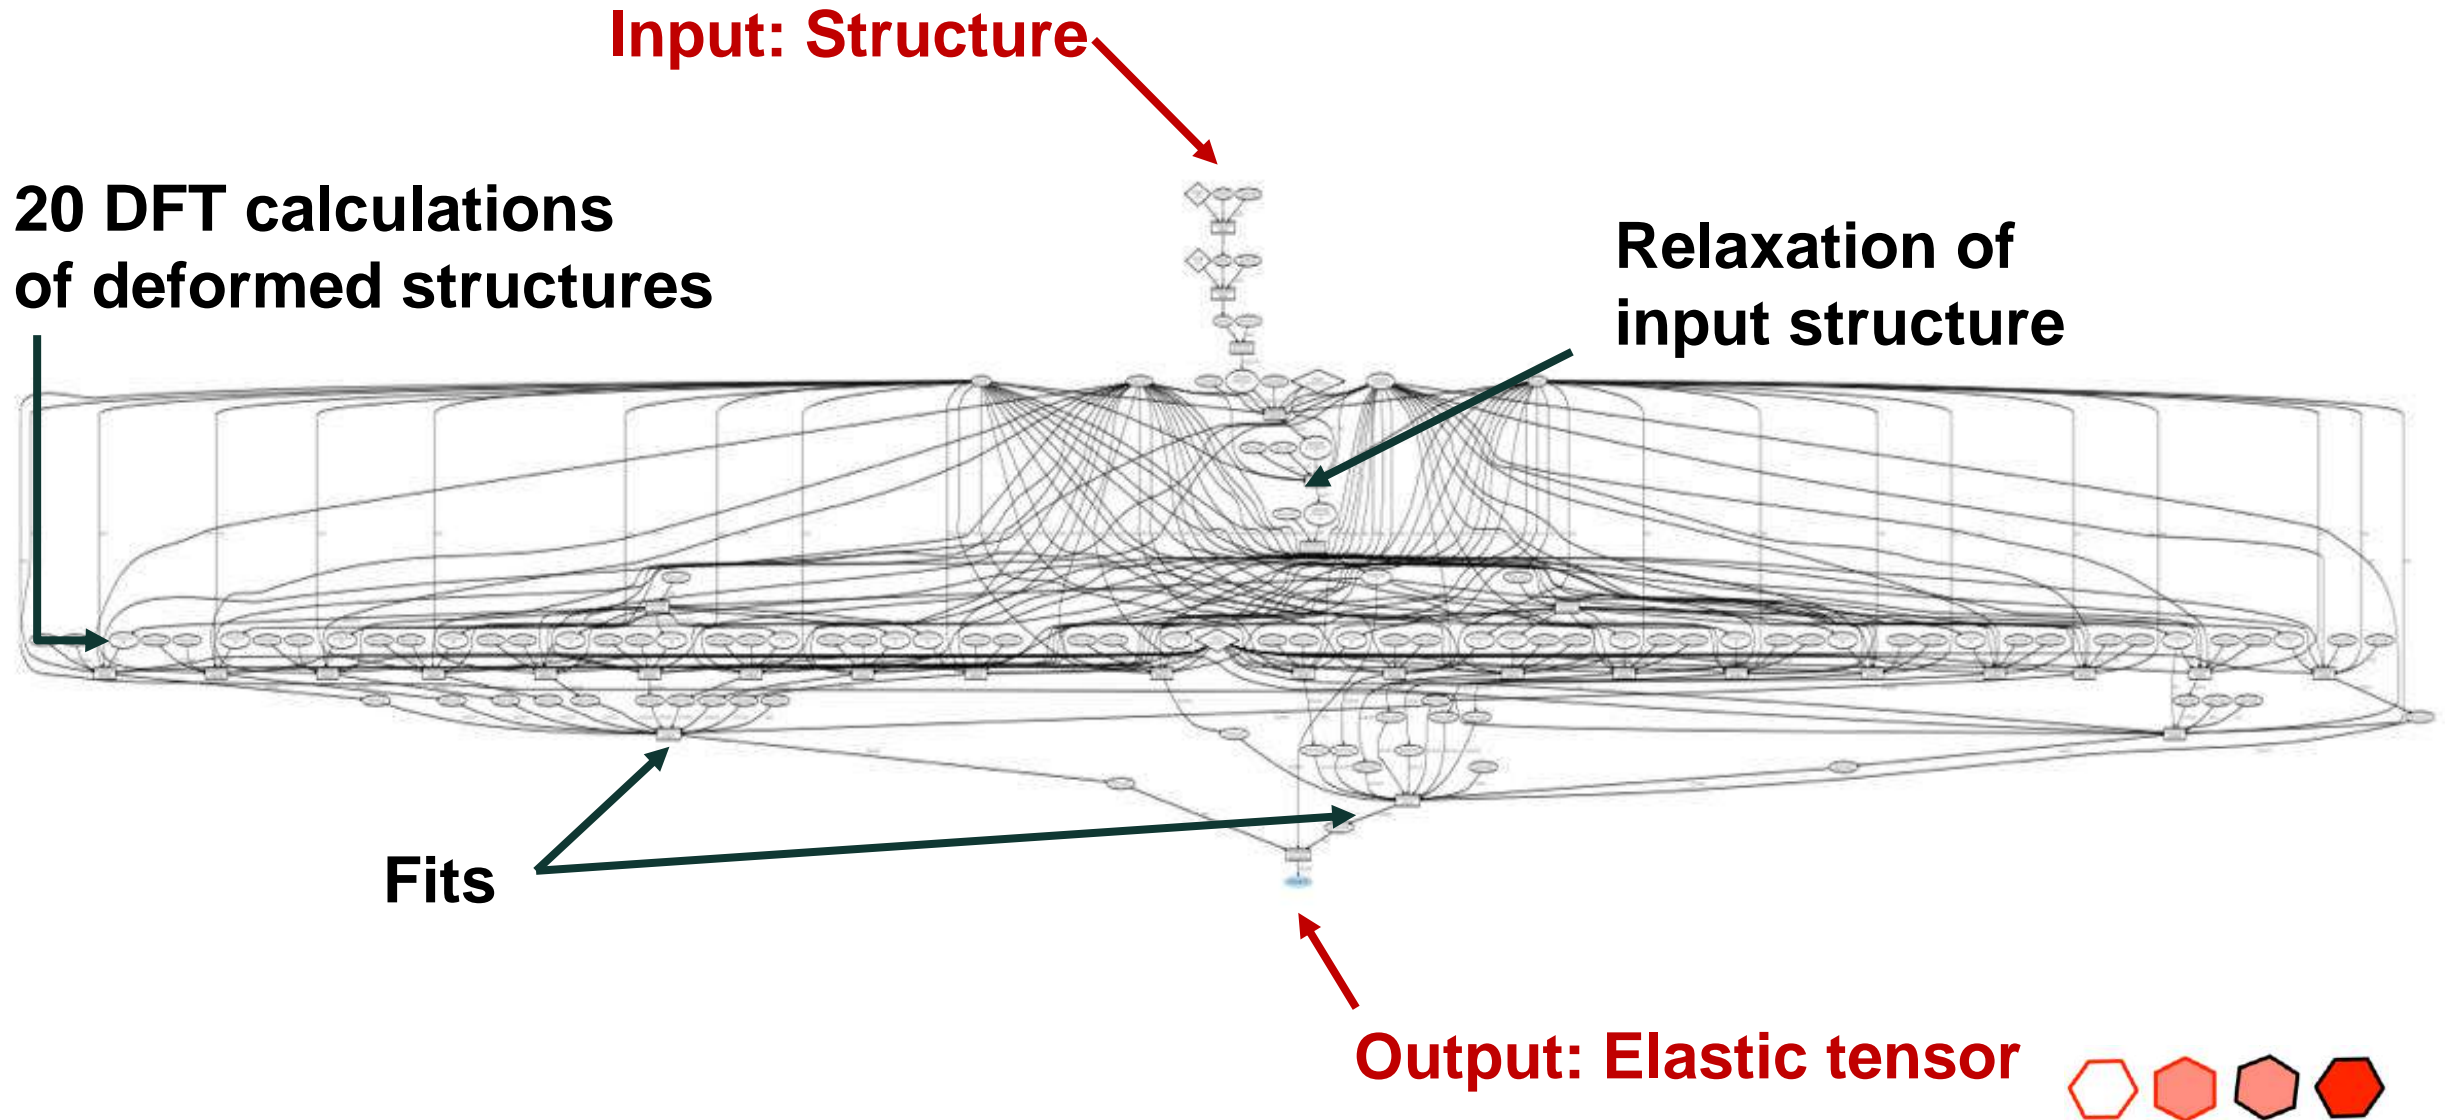 Input: Structure
20 DFT calculations
of deformed structures
Relaxation of
input structure
Fits
Output: Elastic tensor